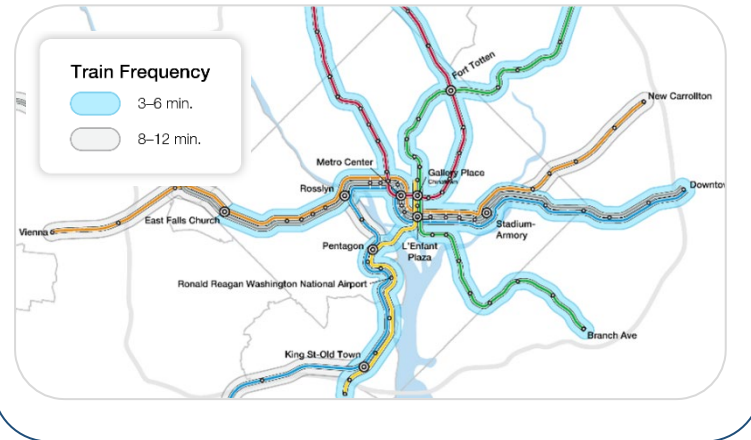 Train Frequency
3–6 min.
8–12 min.
Fort Totten
New Carrollton
Metro Center
Gallery Place
Rosslyn
Downto
East Falls Church
Vienna
Stadium-
Armory
Pentagon
L'Enfant
Plaza
Ronald Reagan Washington National Airport
Branch Ave
King St-Old Town